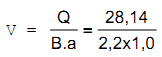 V = Q / B.a = 28,14 / 2,2x1,0